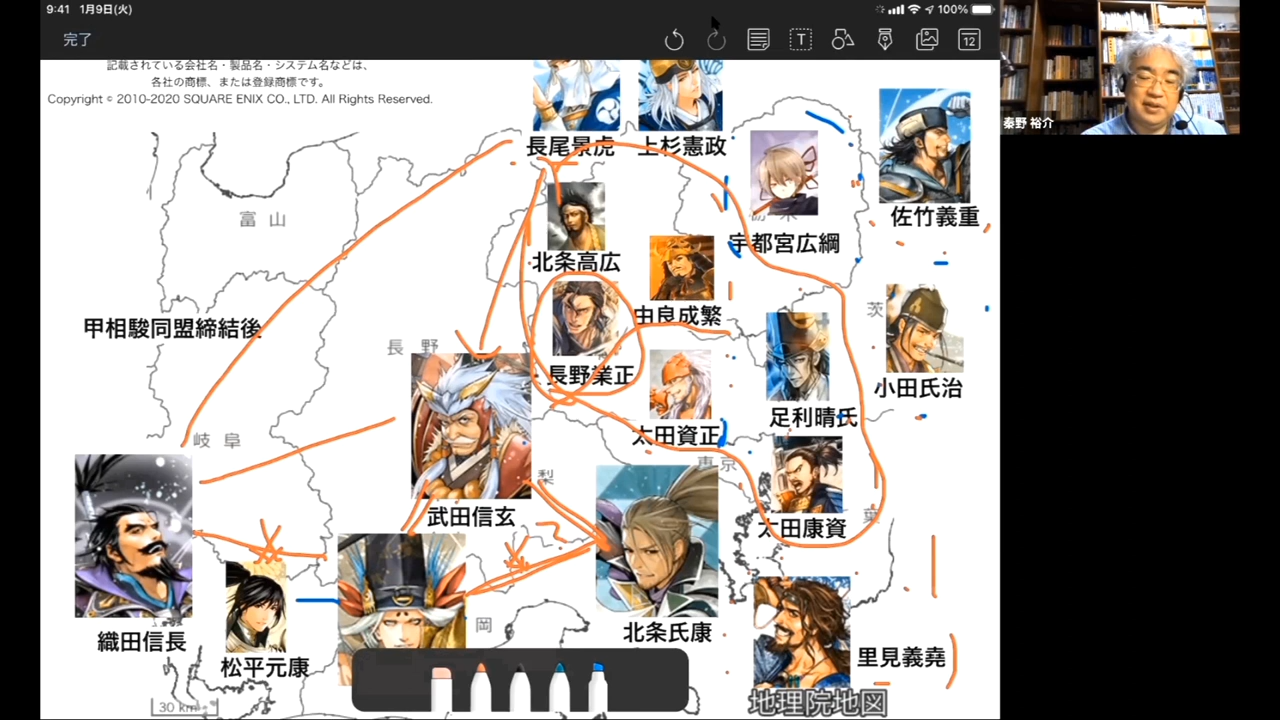 9:41 1月9日(火)
100%
完了
12
記載されている会社名・製品名・システム名などは、
各社の商標、または登録商標です。
Copyright © 2010-2020 SQUARE ENIX CO., LTD. All Rights Reserved.
秦野 裕介
長尾景虎
上杉憲政
佐竹義重
富山
宇都宮広綱
北条高広
由良成繁
甲相駿同盟締結後
長野
茨
長野業正
小田氏治
足利晴氏
太田資正
岐阜
東京
梨
武田信玄
太田康資
葉
織田信長
松平元康
岡
北条氏康
里見義堯
30 km
地理院地図